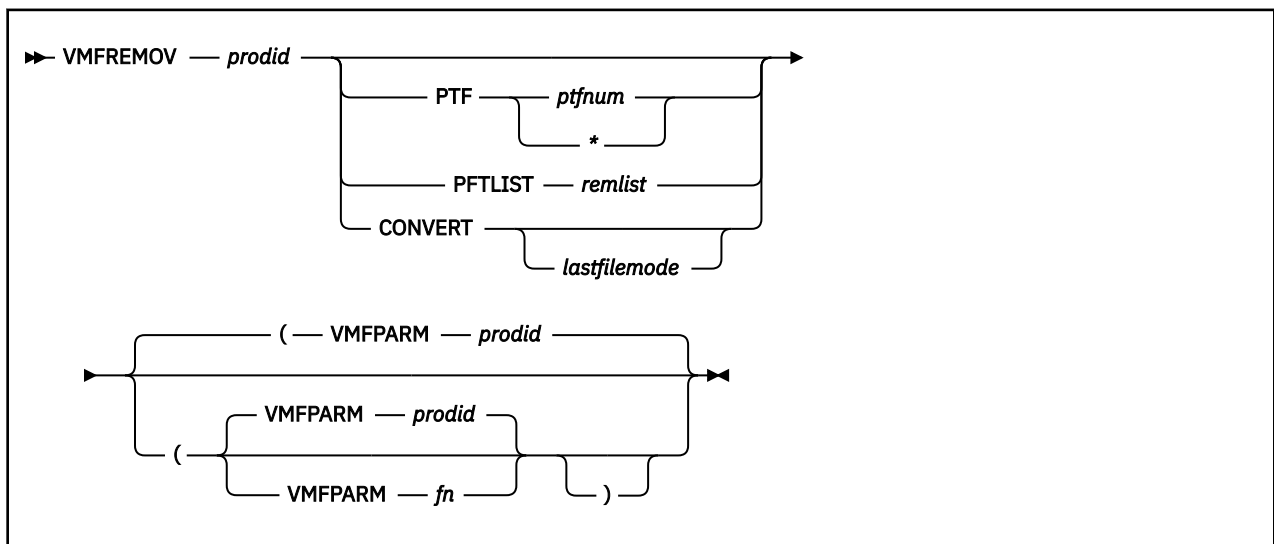 VMFREMOV prodid
PTF ptfnum
*
PFTLIST remlist
CONVERT
lastfilemode
( VMFPARM prodid
VMFPARM prodid
(
VMFPARM fn )